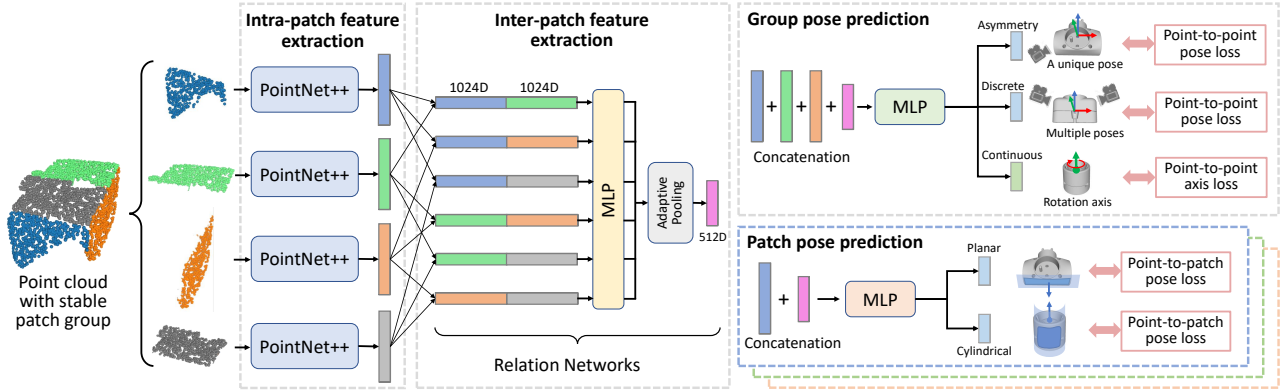 Point cloud
with stable
patch group
Intra-patch feature
extraction
PointNet++
PointNet++
PointNet++
PointNet++
Inter-patch feature
extraction
1024D
1024D
MLP
Adaptive
Pooling
512D
Relation Networks
Group pose prediction
+
+
+
Concatenation
MLP
Asymmetry
A unique pose
Point-to-point
pose loss
Discrete
Multiple poses
Point-to-point
pose loss
Continuous
Rotation axis
Point-to-point
axis loss
Patch pose prediction
+
Concatenation
MLP
Planar
Point-to-patch
pose loss
Cylindrical
Point-to-patch
pose loss